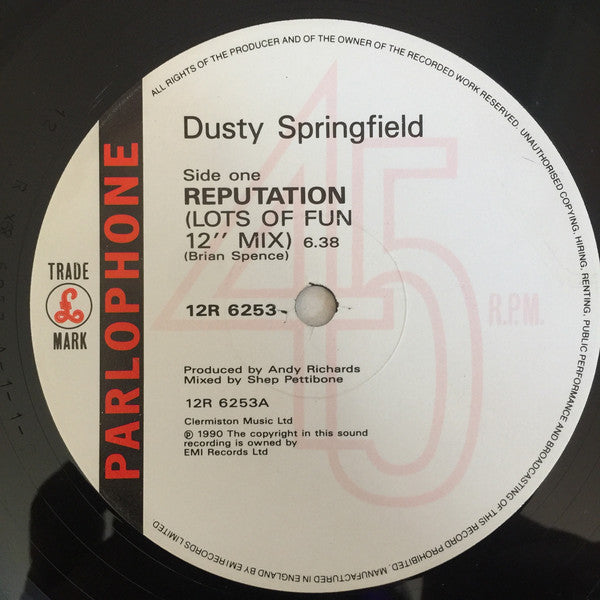 ALL RIGHTS OF THE PRODUCER AND OF THE OWNER OF THE RECORDED WORK RESERVED. UNAUTHORISED COPYING, HIRING, RENTING, PUBLIC PERFORMANCE AND BROADCASTING OF THIS RECORD PROHIBITED. MANUFACTURED IN ENGLAND BY EMI RECORDS LIMITED
PARLOPHONE
TRADE
£
MARK
45
R.P.M.
Dusty Springfield
Side one
REPUTATION
(LOTS OF FUN
12″ MIX) 6.38
(Brian Spence)
12R 6253
Produced by Andy Richards
Mixed by Shep Pettibone
12R 6253A
Clermiston Music Ltd
℗ 1990 The copyright in this sound
recording is owned by
EMI Records Ltd